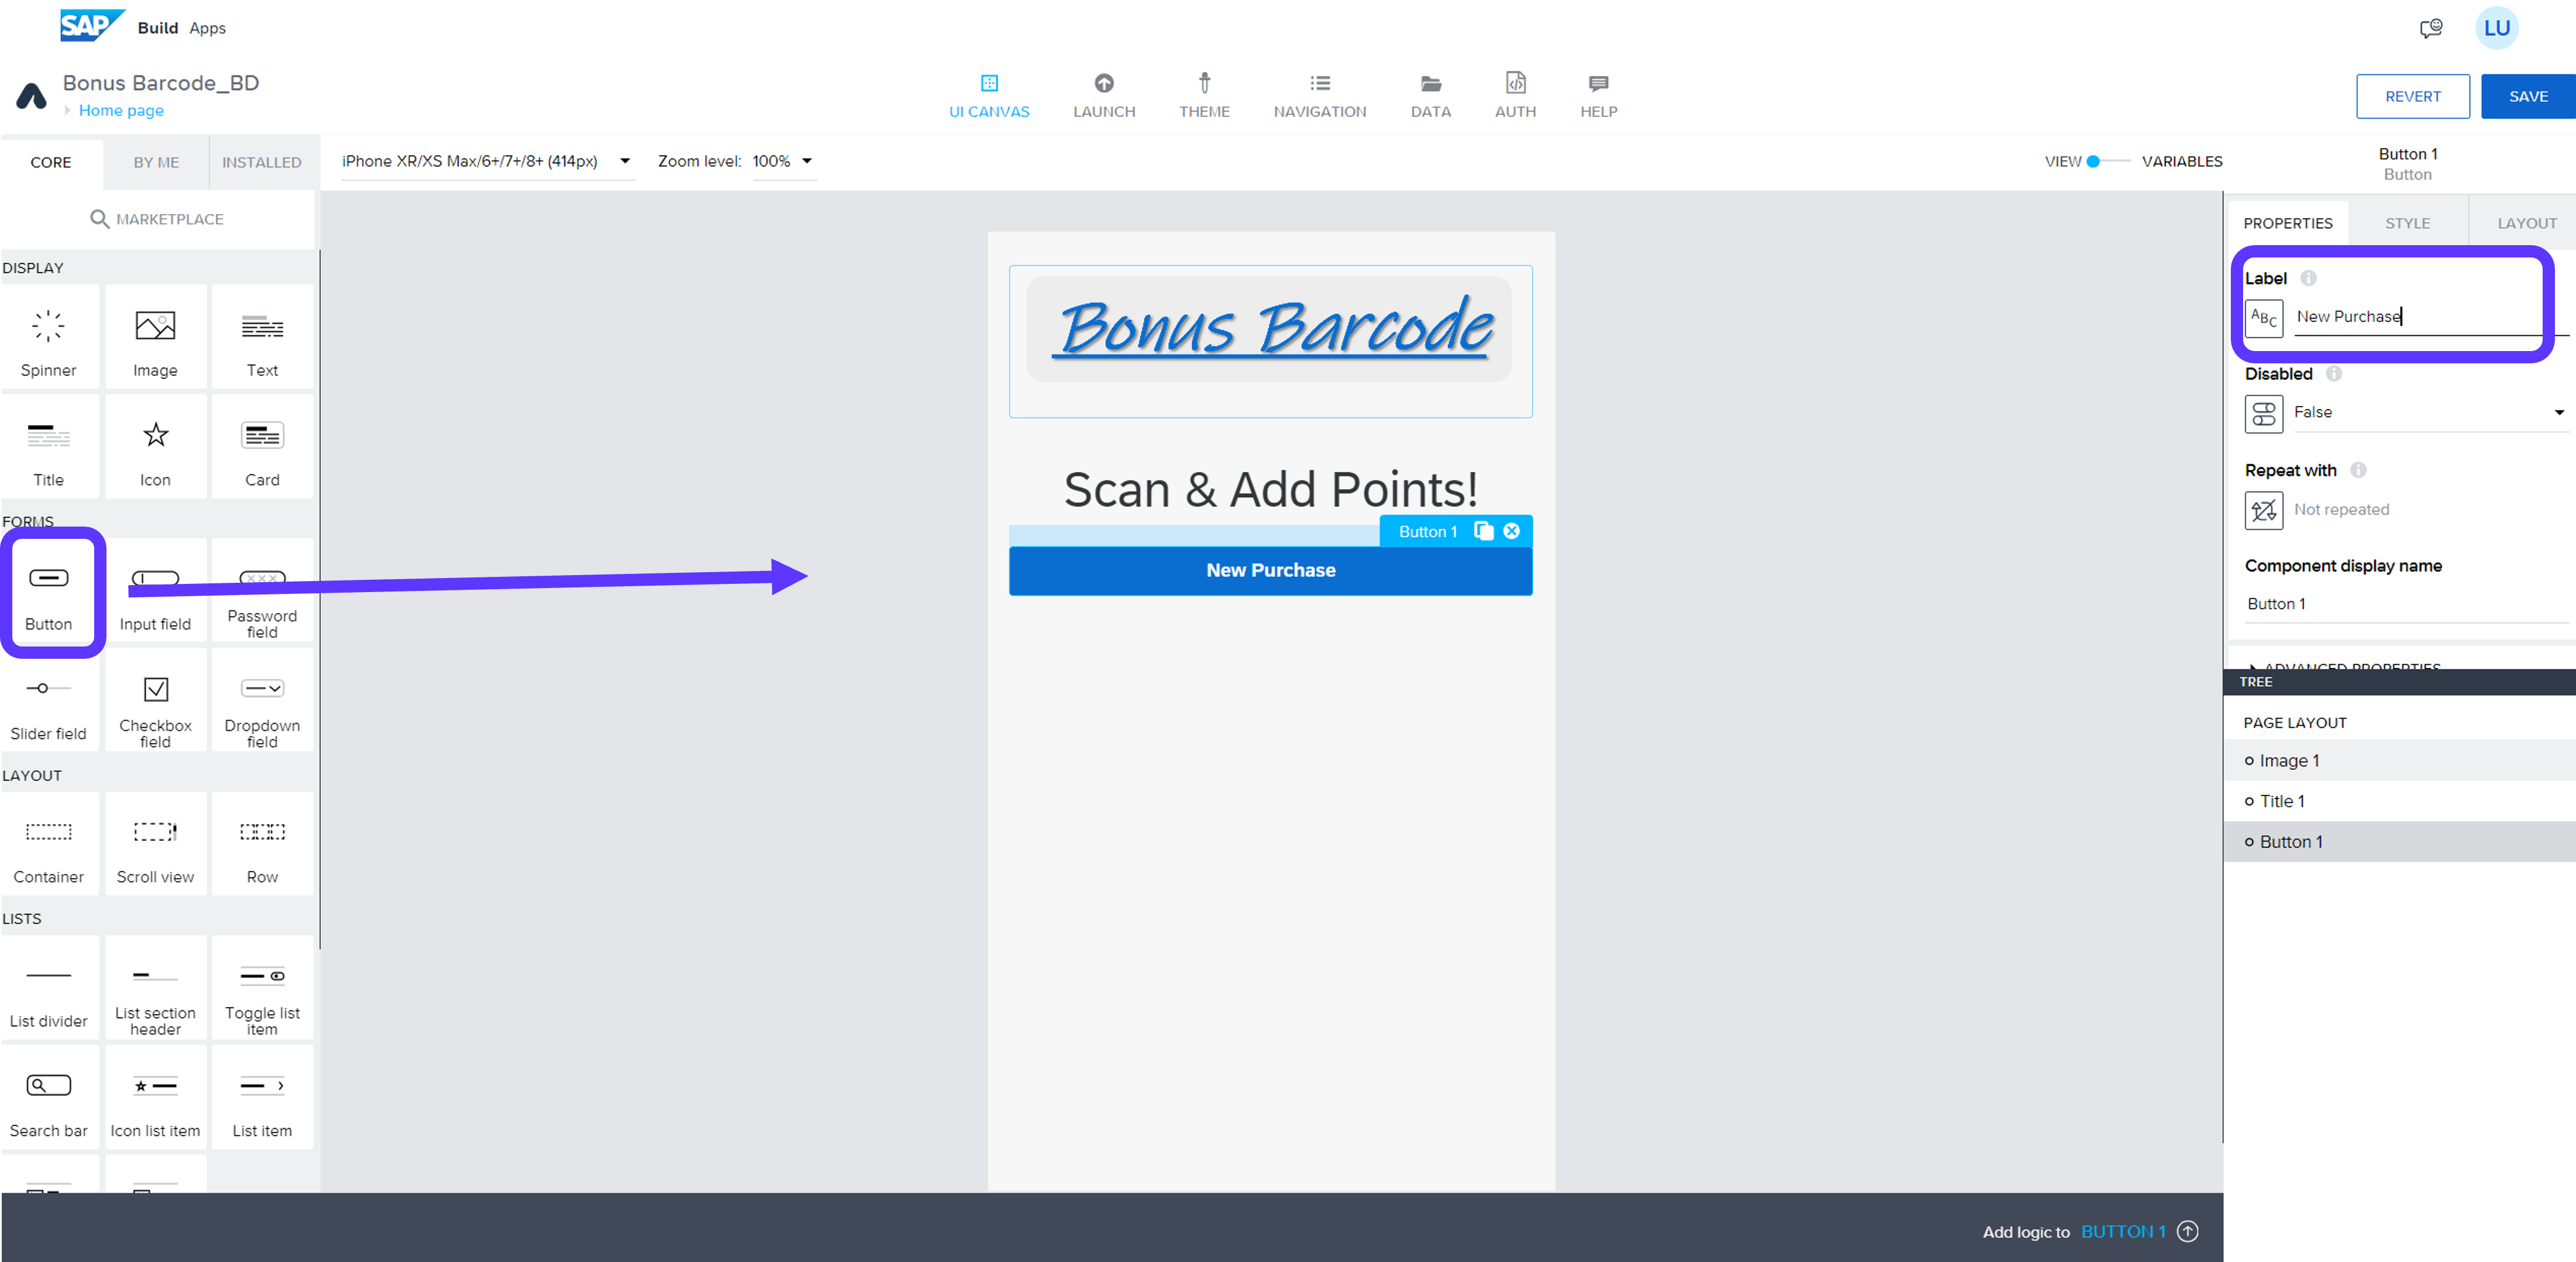 SAP Build Apps
LU
Bonus Barcode_BD
Home page
UI CANVAS LAUNCH THEME NAVIGATION DATA AUTH HELP
REVERT SAVE
CORE BY ME INSTALLED
iPhone XR/XS Max/6+/7+/8+ (414px) Zoom level: 100%
VIEW VARIABLES
Button 1
Button
MARKETPLACE
PROPERTIES STYLE LAYOUT
DISPLAY
Spinner Image Text
Title Icon Card
FORMS
Button Input field Password field
Slider field Checkbox field Dropdown field
LAYOUT
Container Scroll view Row
LISTS
List divider List section header Toggle list item
Search bar Icon list item List item
Bonus Barcode
Scan & Add Points!
Button 1
New Purchase
Label
ABC New Purchase
Disabled
False
Repeat with
Not repeated
Component display name
Button 1
ADVANCED PROPERTIES
TREE
PAGE LAYOUT
Image 1
Title 1
Button 1
Add logic to BUTTON 1